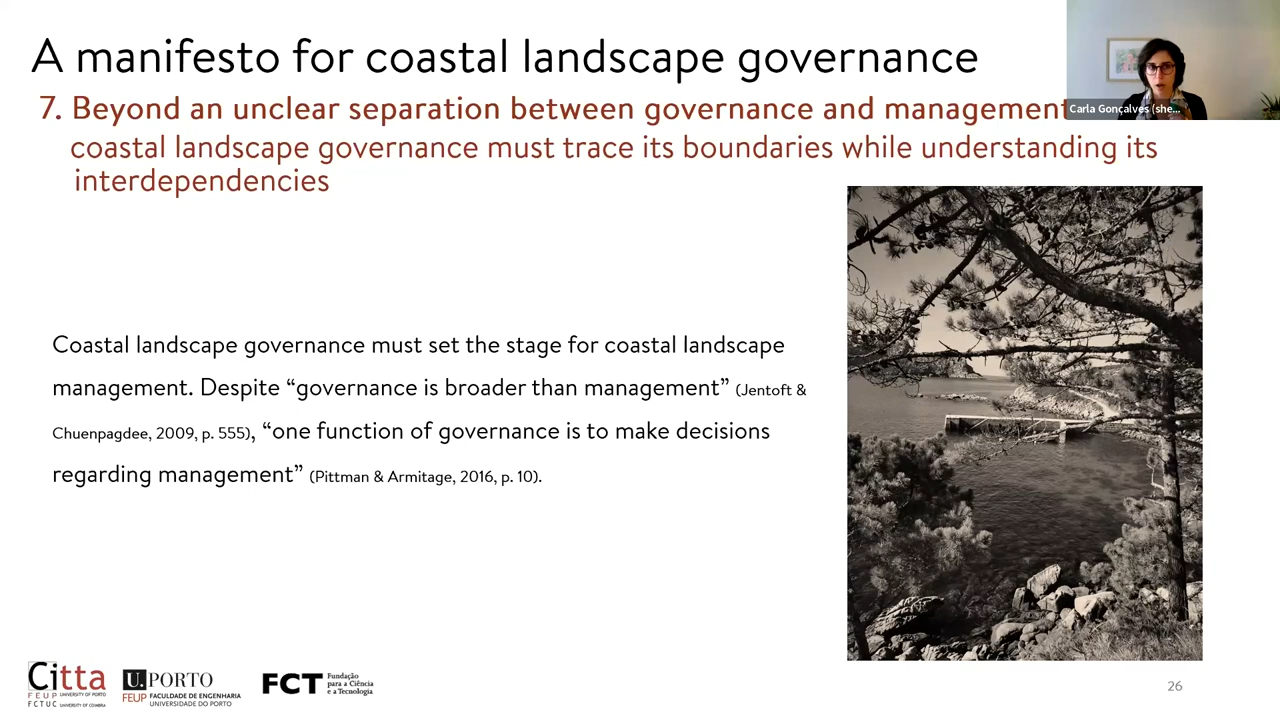 A manifesto for coastal landscape governance
7. Beyond an unclear separation between governance and management
coastal landscape governance must trace its boundaries while understanding its
interdependencies
Carla Gonçalves (she...
Coastal landscape governance must set the stage for coastal landscape
management. Despite “governance is broader than management” (Jentoft &
Chuenpagdee, 2009, p. 555), “one function of governance is to make decisions
regarding management” (Pittman & Armitage, 2016, p. 10).
Citta
FEUP UNIVERSITY OF PORTO
FCTUC UNIVERSITY OF COIMBRA
U. PORTO
FEUP FACULDADE DE ENGENHARIA
UNIVERSIDADE DO PORTO
FCT Fundação
para a Ciência
e a Tecnologia
26